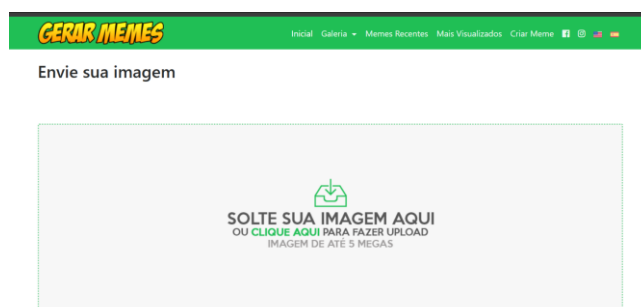 GERAR MEMES
Inicial Galeria Memes Recentes Mais Visualizados Criar Meme
Envie sua imagem
SOLTE SUA IMAGEM AQUI
OU CLIQUE AQUI PARA FAZER UPLOAD
IMAGEM DE ATÉ 5 MEGAS